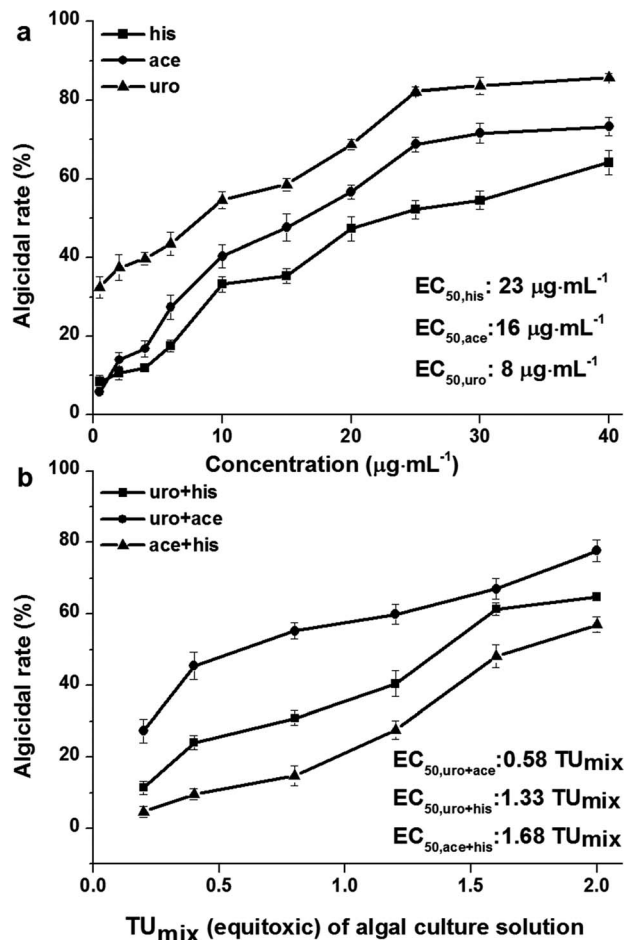 a
his
ace
uro
100
80
60
40
20
0
Algicidal rate (%)
EC50,his: 23 μg·mL-1
EC50,ace:16 μg·mL-1
EC50,uro: 8 μg·mL-1
10 20 30 40
0
Concentration (μg·mL-1)
b
uro+his
uro+ace
ace+his
100
80
60
40
20
0
Algicidal rate (%)
EC50,uro+ace:0.58 TUmix
EC50,uro+his:1.33 TUmix
EC50,ace+his:1.68 TUmix
0.0 0.5 1.0 1.5 2.0
TUmix (equitoxic) of algal culture solution